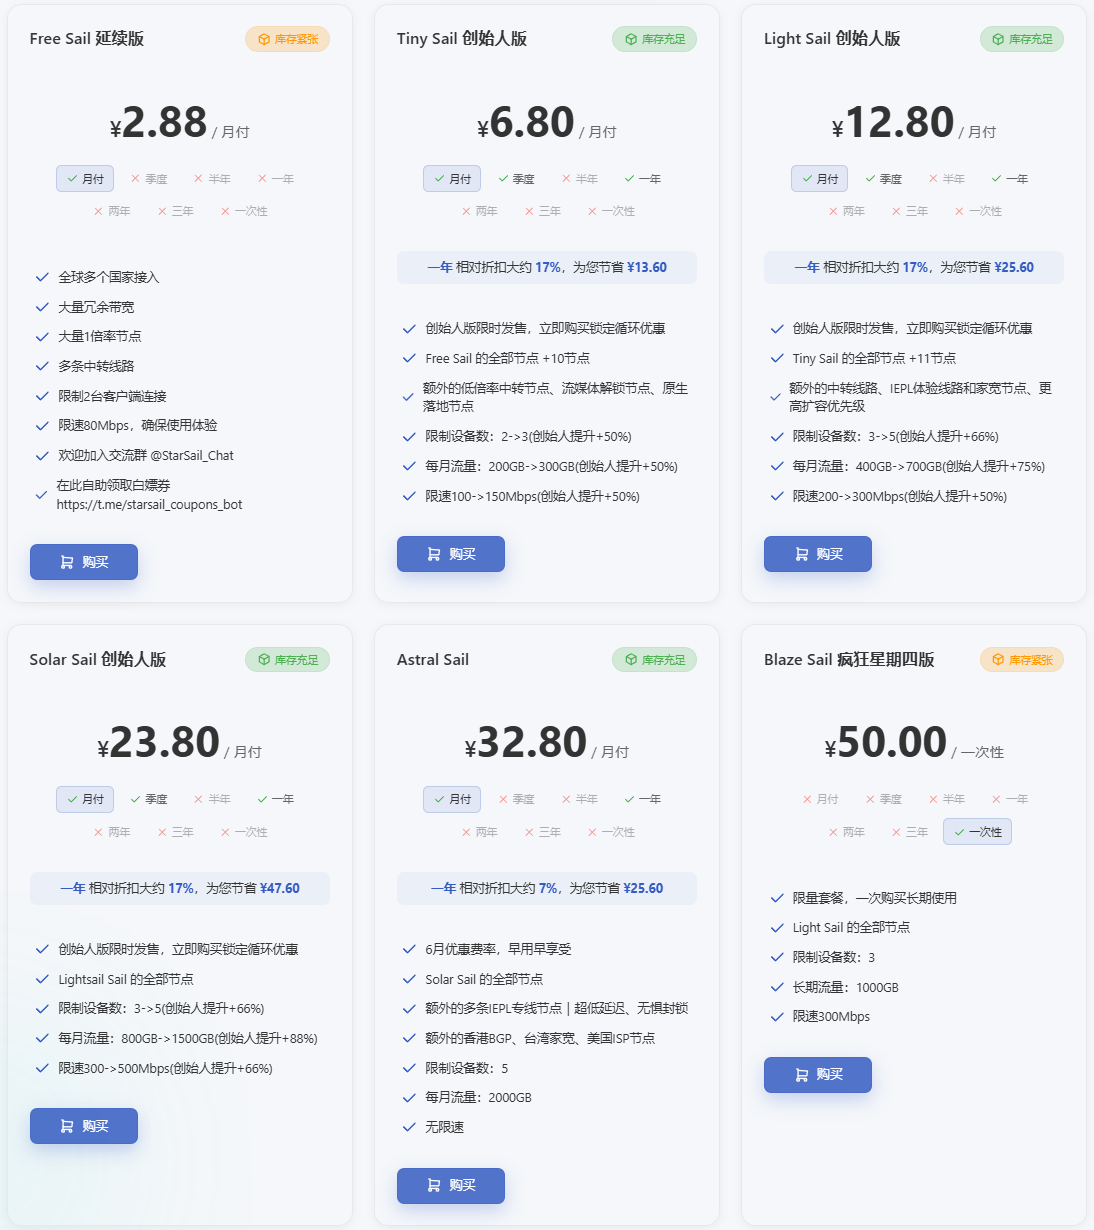 Free Sail 延续版
库存紧张
¥2.88 / 月付
月付 季度 半年 一年
两年 三年 一次性
全球多个国家接入
大量冗余带宽
大量1倍率节点
多条中转线路
限制2台客户端连接
限速80Mbps，确保使用体验
欢迎加入交流群 @StarSail_Chat
在此自助领取白嫖券
https://t.me/starsail_coupons_bot
购买
Tiny Sail 创始人版
库存充足
¥6.80 / 月付
月付 季度 半年 一年
两年 三年 一次性
一年 相对折扣大约 17%，为您节省 ¥13.60
创始人版限时发售，立即购买锁定循环优惠
Free Sail 的全部节点 +10节点
额外的低倍率中转节点、流媒体解锁节点、原生
落地节点
限制设备数：2->3(创始人提升+50%)
每月流量：200GB->300GB(创始人提升+50%)
限速100->150Mbps(创始人提升+50%)
购买
Light Sail 创始人版
库存充足
¥12.80 / 月付
月付 季度 半年 一年
两年 三年 一次性
一年 相对折扣大约 17%，为您节省 ¥25.60
创始人版限时发售，立即购买锁定循环优惠
Tiny Sail 的全部节点 +11节点
额外的中转线路、IEPL体验线路和家宽节点、更
高扩容优先级
限制设备数：3->5(创始人提升+66%)
每月流量：400GB->700GB(创始人提升+75%)
限速200->300Mbps(创始人提升+50%)
购买
Solar Sail 创始人版
库存充足
¥23.80 / 月付
月付 季度 半年 一年
两年 三年 一次性
一年 相对折扣大约 17%，为您节省 ¥47.60
创始人版限时发售，立即购买锁定循环优惠
Lightsail Sail 的全部节点
限制设备数：3->5(创始人提升+66%)
每月流量：800GB->1500GB(创始人提升+88%)
限速300->500Mbps(创始人提升+66%)
购买
Astral Sail
库存充足
¥32.80 / 月付
月付 季度 半年 一年
两年 三年 一次性
一年 相对折扣大约 7%，为您节省 ¥25.60
6月优惠费率，早用早享受
Solar Sail 的全部节点
额外的多条IEPL专线节点 | 超低延迟、无惧封锁
额外的香港BGP、台湾家宽、美国ISP节点
限制设备数：5
每月流量：2000GB
无限速
购买
Blaze Sail 疯狂星期四版
库存紧张
¥50.00 / 一次性
月付 季度 半年 一年
两年 三年 一次性
限量套餐，一次购买长期使用
Light Sail 的全部节点
限制设备数：3
长期流量：1000GB
限速300Mbps
购买